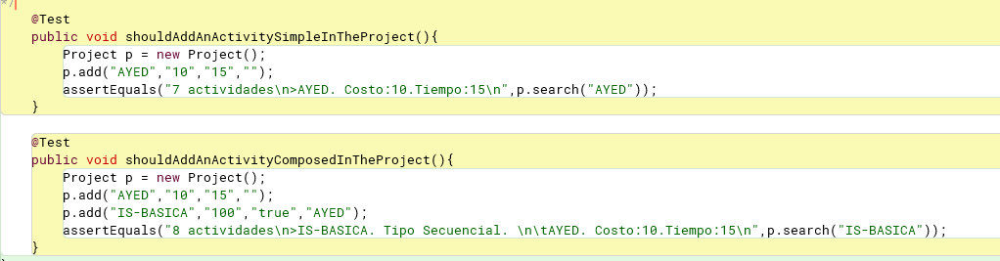 */
@Test
public void shouldAddAnActivitySimpleInTheProject(){
Project p = new Project();
p.add("AYED","10","15","");
assertEquals("7 actividades\n>AYED. Costo:10.Tiempo:15\n",p.search("AYED"));
}
@Test
public void shouldAddAnActivityComposedInTheProject(){
Project p = new Project();
p.add("AYED","10","15","");
p.add("IS-BASICA","100","true","AYED");
assertEquals("8 actividades\n>IS-BASICA. Tipo Secuencial. \n\tAYED. Costo:10.Tiempo:15\n",p.search("IS-BASICA"));
}